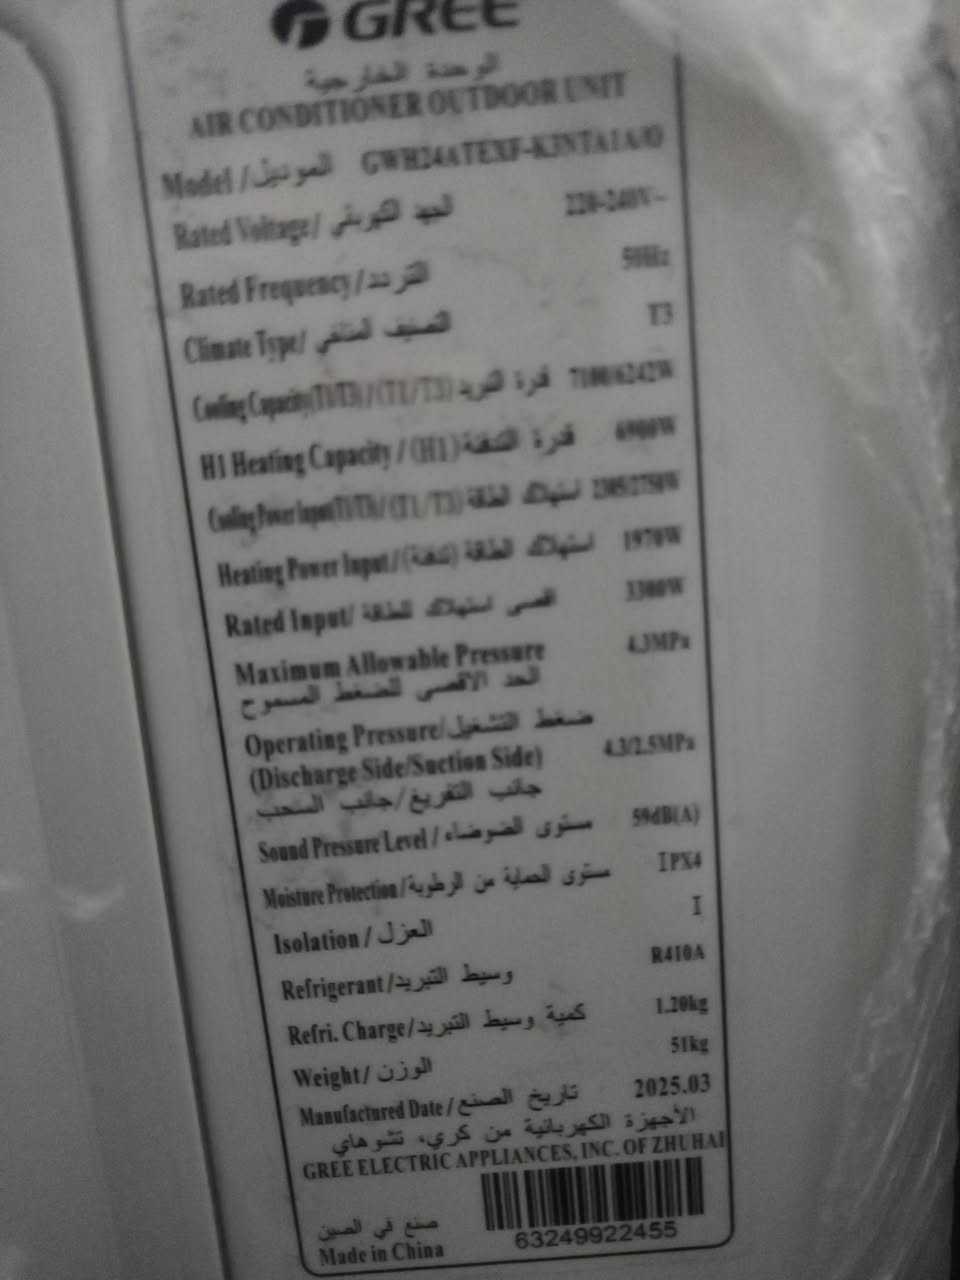 GREE
الوحدة الخارجية
AIR CONDITIONER OUTDOOR UNIT
Model / الموديل GWH24ATEXF-K3NTA1A/O
Rated Voltage / الجهد الكهربائي 220-240V~
Rated Frequency / التردد 50Hz
Climate Type / التصنيف المناخي T3
Cooling Capacity(T1/T3) / (T1/T3) قدرة التبريد 7100/6242W
H1 Heating Capacity / (H1) قدرة التدفئة 6900W
Cooling Power Input(T1/T3) / (T1/T3) استهلاك الطاقة 2305/2750W
Heating Power Input / (تدفئة) استهلاك الطاقة 1970W
Rated Input / اقصى استهلاك للطاقة 3300W
Maximum Allowable Pressure 4.3MPa
الحد الأقصى للضغط المسموح
Operating Pressure / ضغط التشغيل
(Discharge Side/Suction Side) 4.3/2.5MPa
جانب التفريغ/جانب السحب
Sound Pressure Level / مستوى الضوضاء 59dB(A)
Moisture Protection / مستوى الحماية من الرطوبة IPX4
Isolation / العزل I
Refrigerant / وسيط التبريد R410A
Refri. Charge / كمية وسيط التبريد 1.20kg
Weight / الوزن 51kg
Manufactured Date / تاريخ الصنع 2025.03
الأجهزة الكهربائية من كري، تشوهاي
GREE ELECTRIC APPLIANCES, INC. OF ZHUHAI
63249922455
صنع في الصين
Made in China